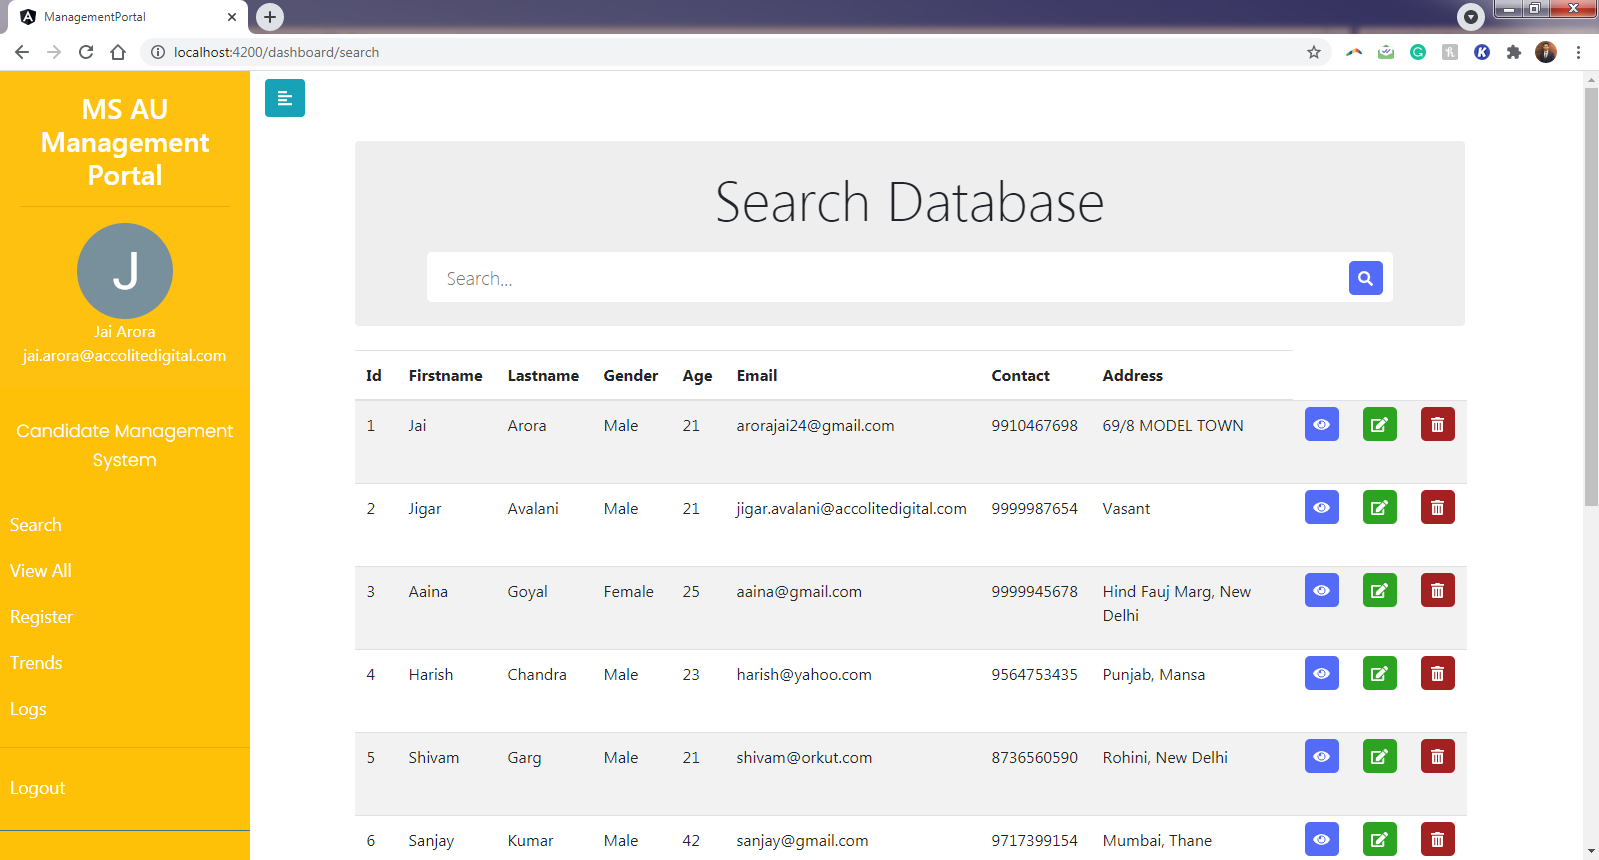 ManagementPortal
localhost:4200/dashboard/search
MS AU
Management
Portal
J
Jai Arora
jai.arora@accolitedigital.com
Candidate Management
System
Search
View All
Register
Trends
Logs
Logout
Search Database
Search...
Id Firstname Lastname Gender Age Email Contact Address
1 Jai Arora Male 21 arorajai24@gmail.com 9910467698 69/8 MODEL TOWN
2 Jigar Avalani Male 21 jigar.avalani@accolitedigital.com 9999987654 Vasant
3 Aaina Goyal Female 25 aaina@gmail.com 9999945678 Hind Fauj Marg, New
Delhi
4 Harish Chandra Male 23 harish@yahoo.com 9564753435 Punjab, Mansa
5 Shivam Garg Male 21 shivam@orkut.com 8736560590 Rohini, New Delhi
6 Sanjay Kumar Male 42 sanjay@gmail.com 9717399154 Mumbai, Thane